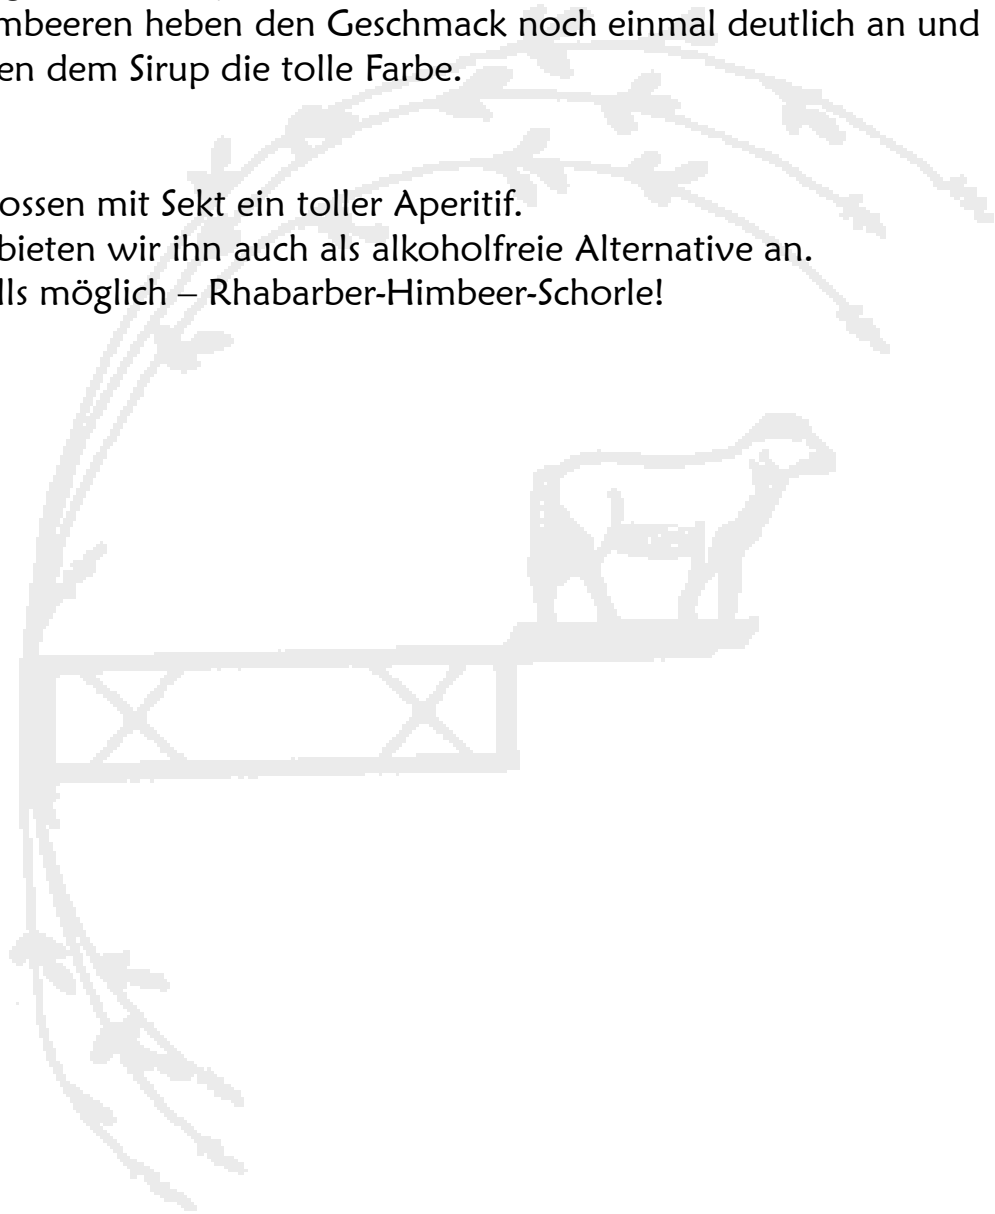 mbeeren heben den Geschmack noch einmal deutlich an und
en dem Sirup die tolle Farbe.
ossen mit Sekt ein toller Aperitif.
bieten wir ihn auch als alkoholfreie Alternative an.
lls möglich – Rhabarber-Himbeer-Schorle!